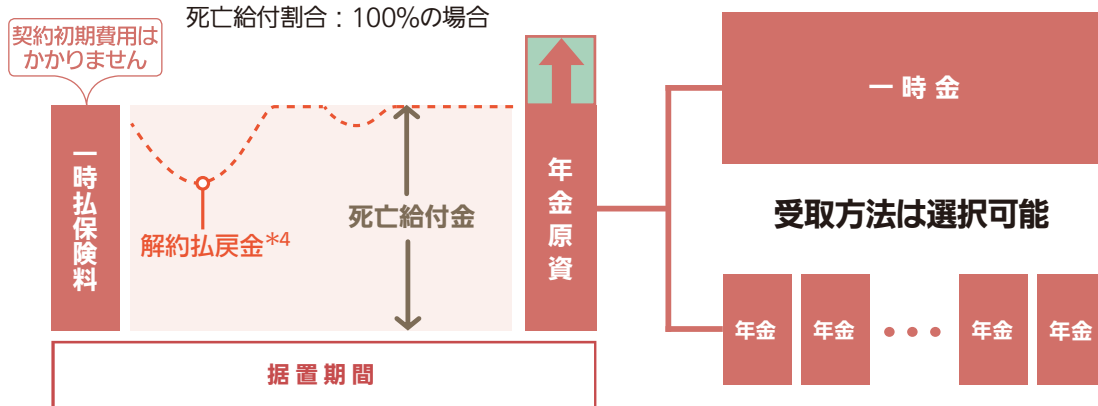 死亡給付割合：100％の場合
契約初期費用は
かかりません
一時払保険料
解約払戻金*4
死亡給付金
年金原資
据置期間
一時金
受取方法は選択可能
年金 年金 ••• 年金 年金